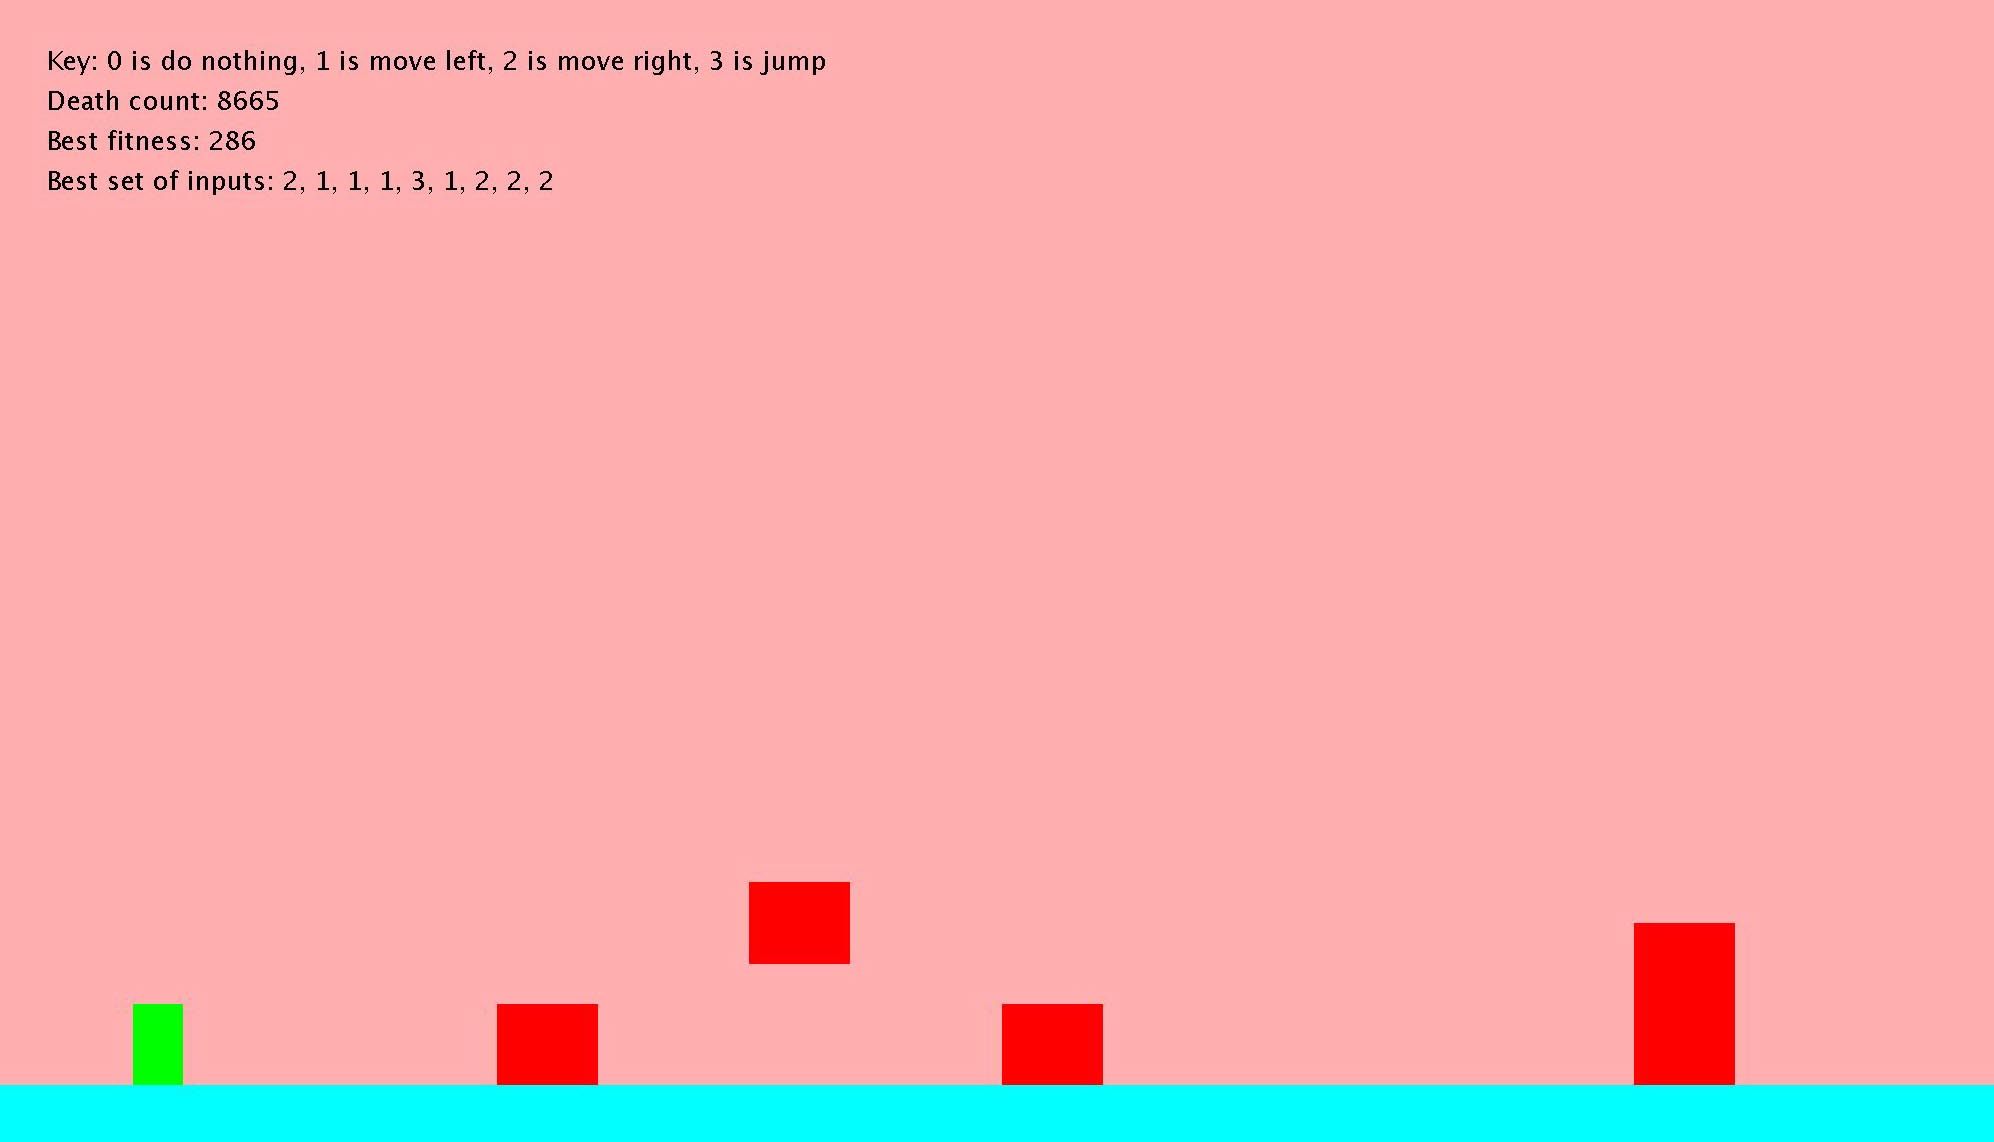 Key: 0 is do nothing, 1 is move left, 2 is move right, 3 is jump
Death count: 8665
Best fitness: 286
Best set of inputs: 2, 1, 1, 1, 3, 1, 2, 2, 2